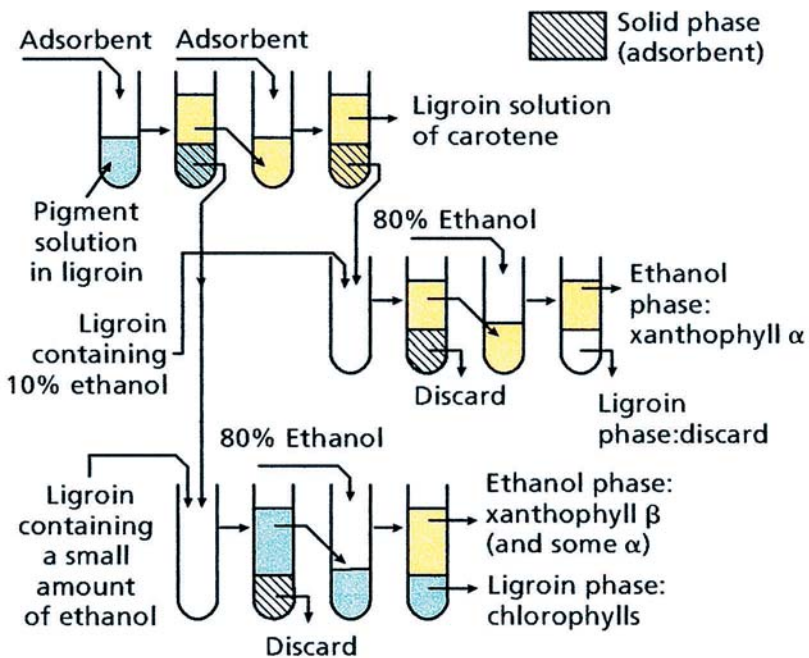 Adsorbent
Adsorbent
Solid phase
(adsorbent)
Ligroin solution
of carotene
Pigment
solution
in ligroin
80% Ethanol
Ethanol
phase:
xanthophyll α
Ligroin
containing
10% ethanol
Discard
Ligroin
phase:discard
80% Ethanol
Ligroin
containing
a small
amount
of ethanol
Ethanol phase:
xanthophyll β
(and some α)
Ligroin phase:
chlorophylls
Discard